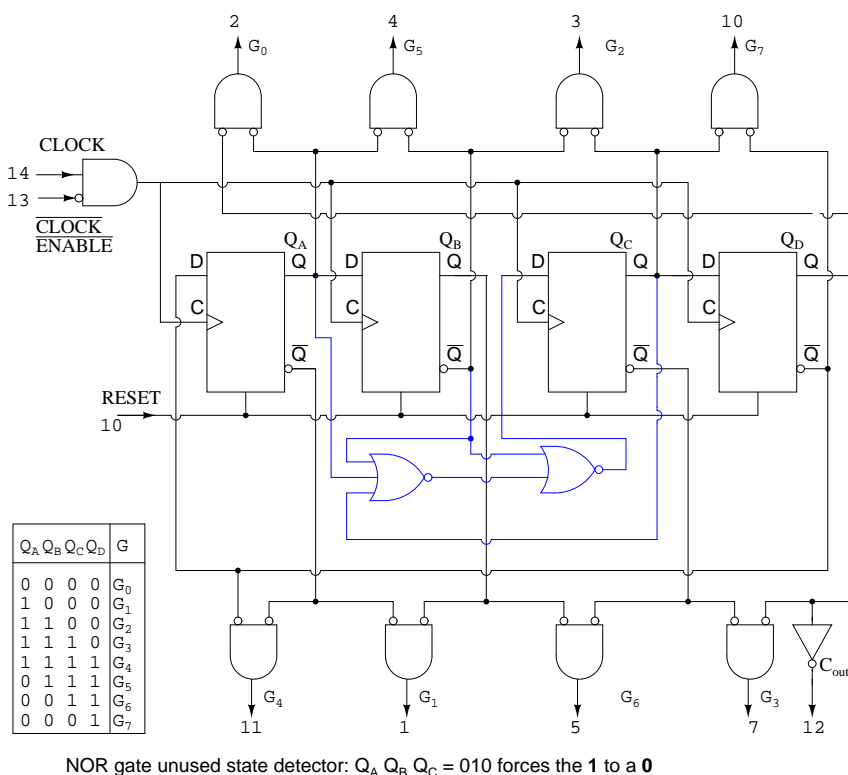 2 4 3 10
G0 G5 G2 G7
CLOCK
14
13
CLOCK
ENABLE
QA QB QC QD
D Q D Q D Q D Q
C C C C
Q Q Q Q
RESET
10
QA QB QC QD G
0 0 0 0 G0
1 0 0 0 G1
1 1 0 0 G2
1 1 1 0 G3
1 1 1 1 G4
0 1 1 1 G5
0 0 1 1 G6
0 0 0 1 G7
Cout
G4 G1 G6 G3
11 1 5 7 12
NOR gate unused state detector: QA QB QC = 010 forces the 1 to a 0